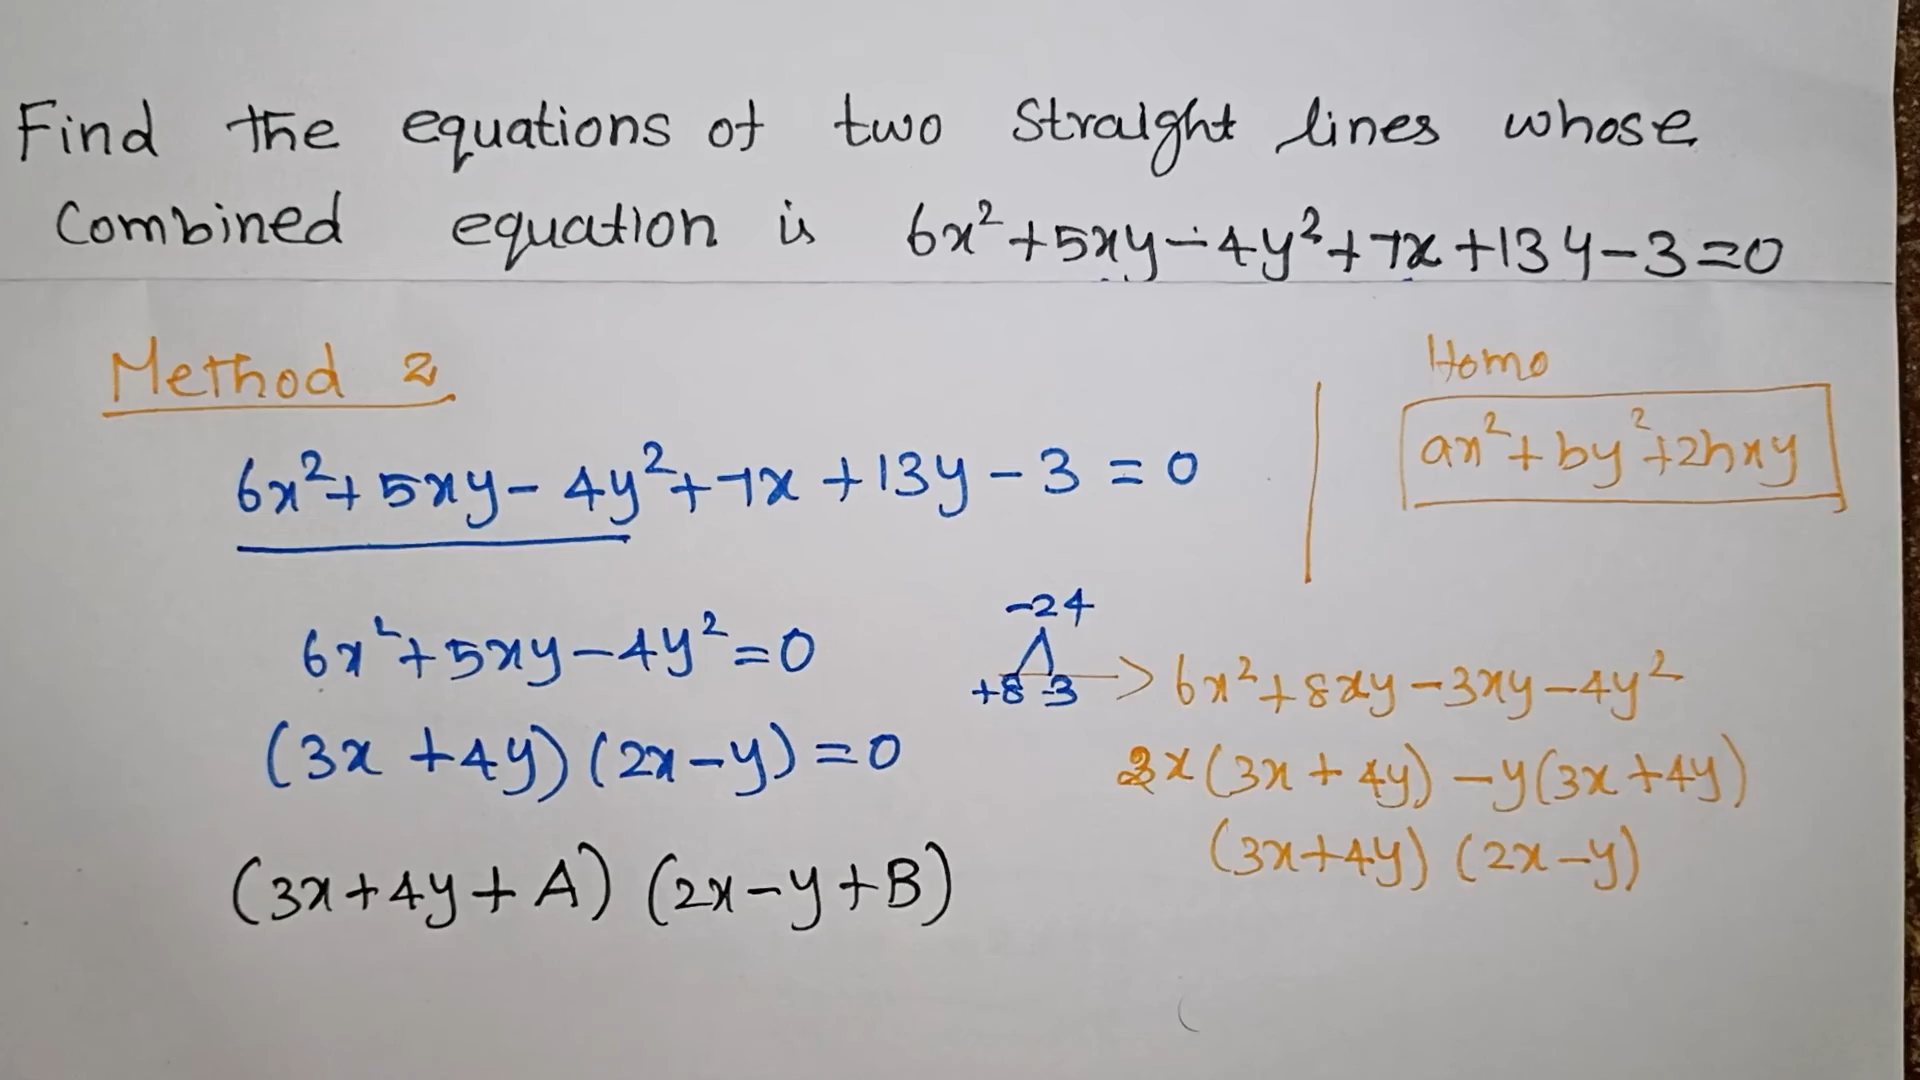 Find the equations of two Straight lines whose
Combined equation is 6x²+5xy-4y²+7x+13y-3=0
Method 2
Homo
ax²+by²+2hxy
6x²+5xy-4y²+7x+13y-3=0
6x²+5xy-4y²=0
-24
+8 -3
6x²+8xy-3xy-4y²
(3x+4y)(2x-y)=0
2x(3x+4y)-y(3x+4y)
(3x+4y)(2x-y)
(3x+4y+A)(2x-y+B)